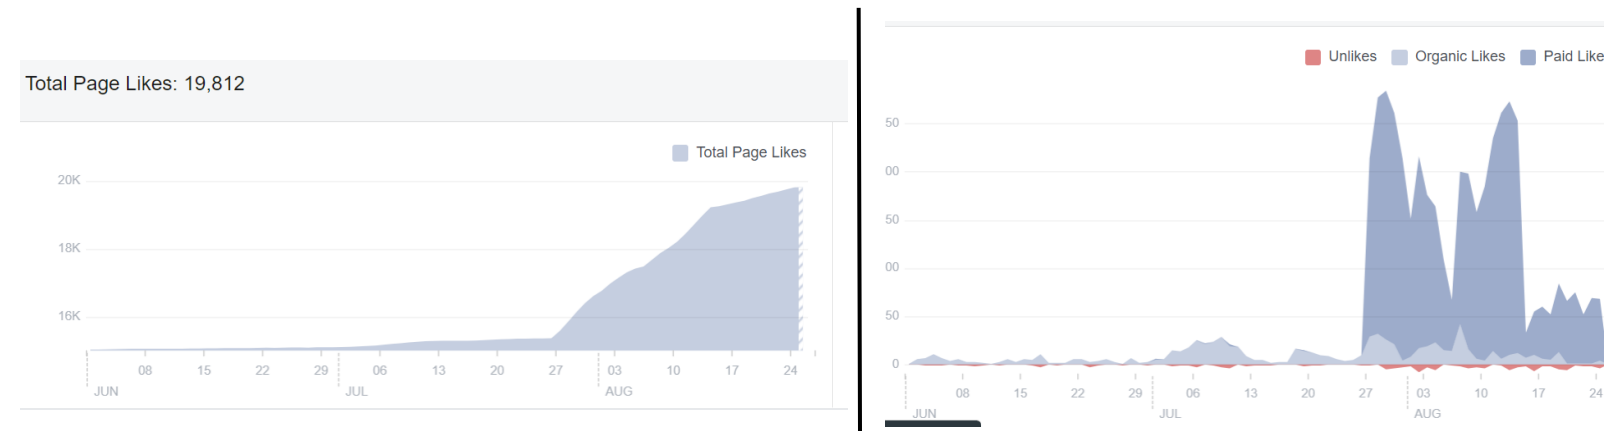 Total Page Likes: 19,812
Total Page Likes
20K
18K
16K
08 15 22 29 06 13 20 27 03 10 17 24
JUN JUL AUG
Unlikes Organic Likes Paid Like
50
00
50
00
50
0
08 15 22 29 06 13 20 27 03 10 17 24
JUN JUL AUG